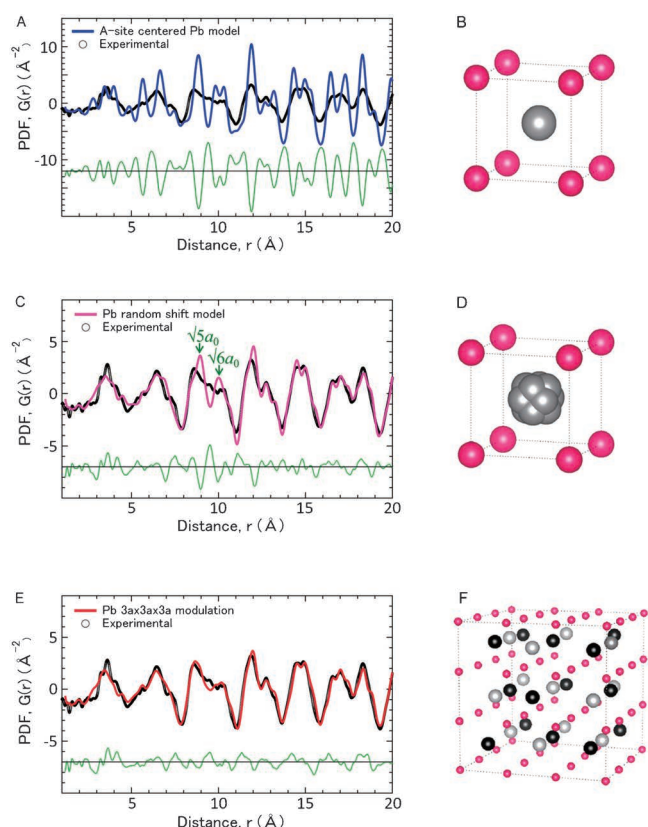 A
A-site centered Pb model
Experimental
PDF, G(r) (Å⁻²)
10
0
-10
5
10
15
20
Distance, r (Å)
B
C
Pb random shift model
Experimental
√5a₀
√6a₀
PDF, G(r) (Å⁻²)
5
0
-5
5
10
15
20
Distance, r (Å)
D
E
Pb 3ax3ax3a modulation
Experimental
PDF, G(r) (Å⁻²)
5
0
-5
5
10
15
20
Distance, r (Å)
F